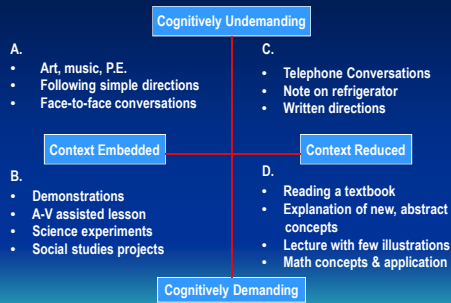 Cognitively Undemanding
A.
• Art, music, P.E.
• Following simple directions
• Face-to-face conversations
C.
• Telephone Conversations
• Note on refrigerator
• Written directions
Context Embedded
Context Reduced
B.
• Demonstrations
• A-V assisted lesson
• Science experiments
• Social studies projects
D.
• Reading a textbook
• Explanation of new, abstract
concepts
• Lecture with few illustrations
• Math concepts & application
Cognitively Demanding